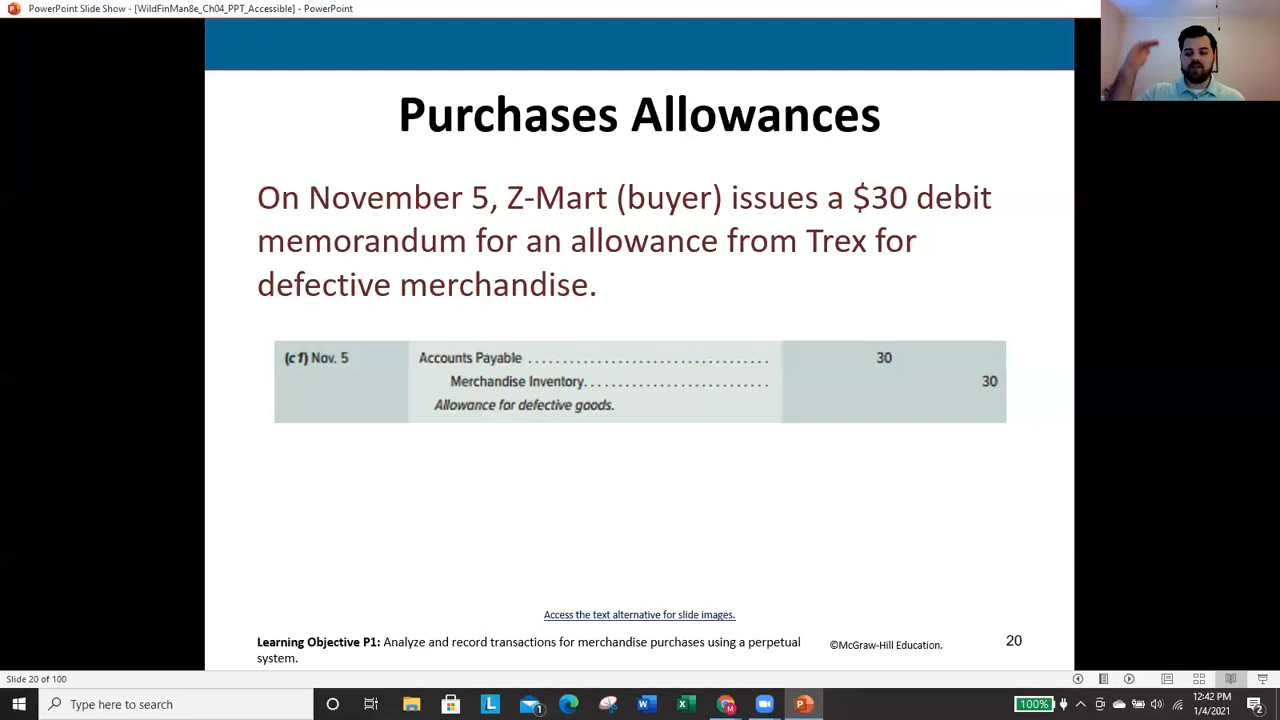 PowerPoint Slide Show - [WildFinMan8e_Ch04_PPT_Accessible] - PowerPoint
Purchases Allowances
On November 5, Z-Mart (buyer) issues a $30 debit
memorandum for an allowance from Trex for
defective merchandise.
(c1) Nov. 5 Accounts Payable .................................... 30
Merchandise Inventory............................ 30
Allowance for defective goods.
Access the text alternative for slide images.
Learning Objective P1: Analyze and record transactions for merchandise purchases using a perpetual
system.
©McGraw-Hill Education.
20
Slide 20 of 100
Type here to search
100%
12:42 PM
1/4/2021